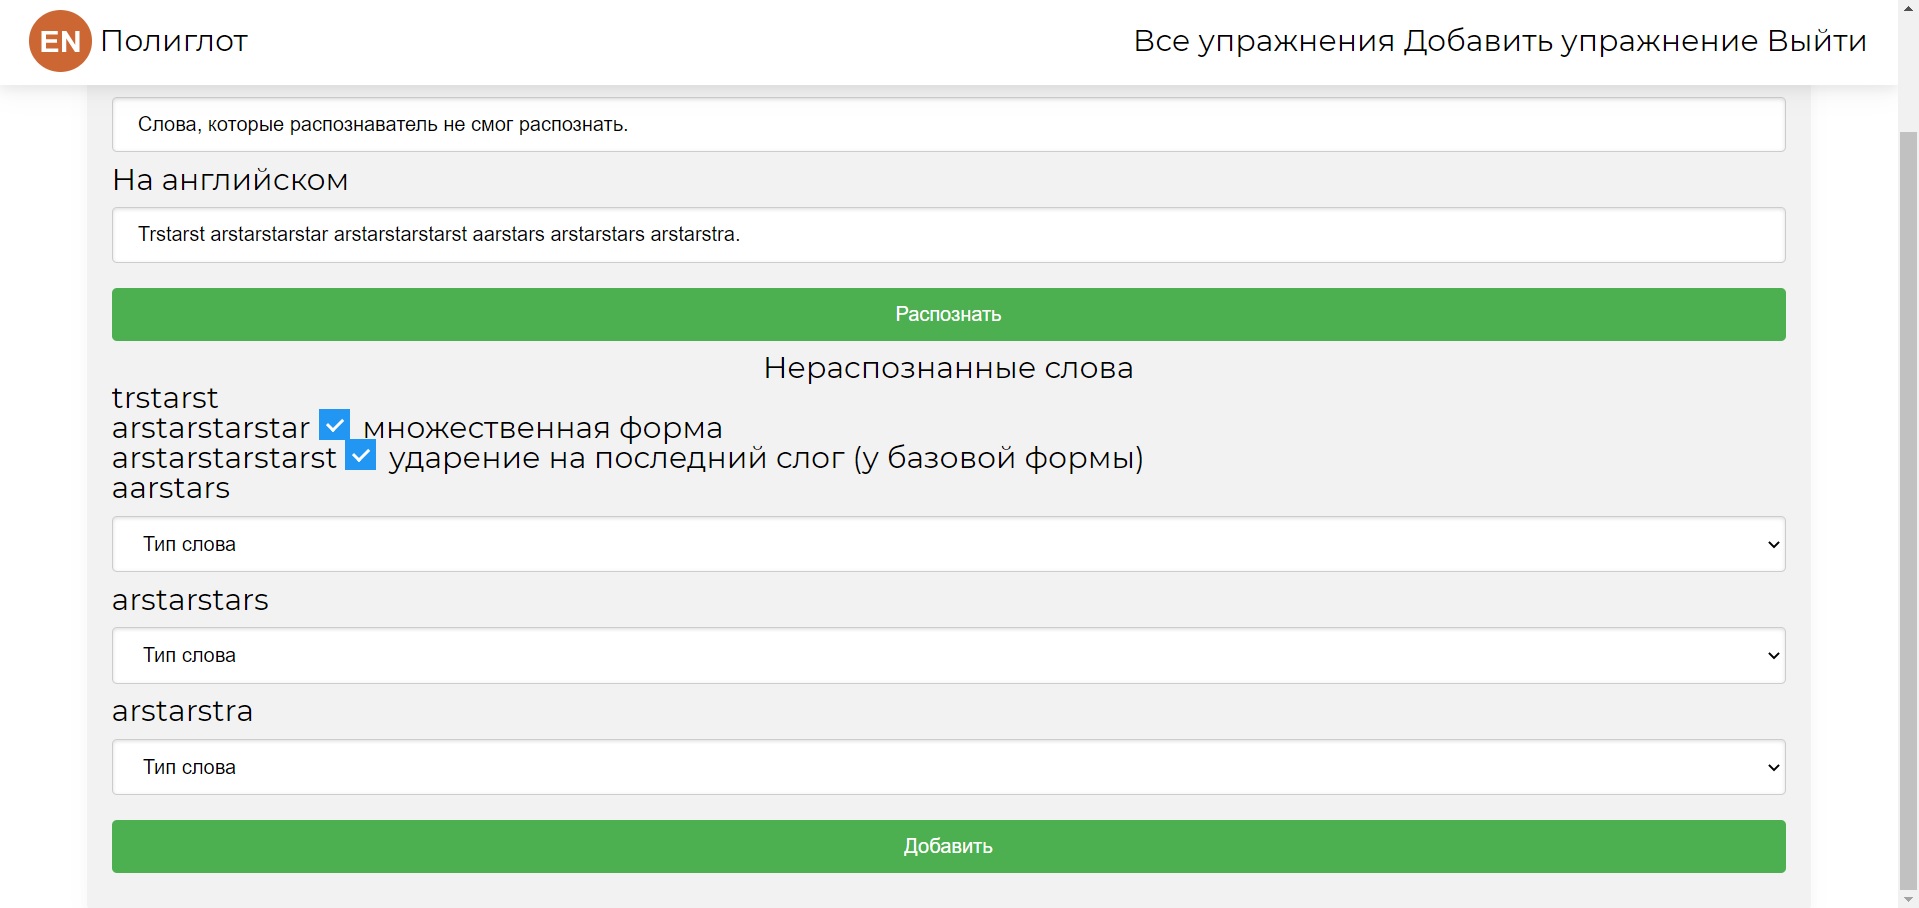 EN Полиглот
Все упражнения Добавить упражнение Выйти
Слова, которые распознаватель не смог распознать.
На английском
Trstarst arstarstarstar arstarstarstarst aarstars arstarstars arstarstra.
Распознать
Нераспознанные слова
trstarst
arstarstarstar множественная форма
arstarstarstarst ударение на последний слог (у базовой формы)
aarstars
Тип слова
arstarstars
Тип слова
arstarstra
Тип слова
Добавить